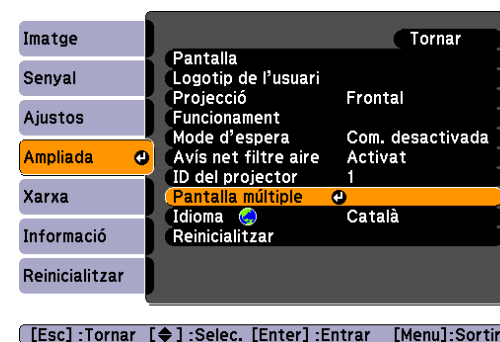 Imatge
Senyal
Ajustos
Ampliada
Xarxa
Informació
Reinicialitzar
Tornar
Pantalla
Logotip de l'usuari
Projecció Frontal
Funcionament
Mode d'espera Com. desactivada
Avís net filtre aire Activat
ID del projector 1
Pantalla múltiple
Idioma Català
Reinicialitzar
[Esc] :Tornar [◆] :Selec. [Enter] :Entrar [Menu]:Sortir